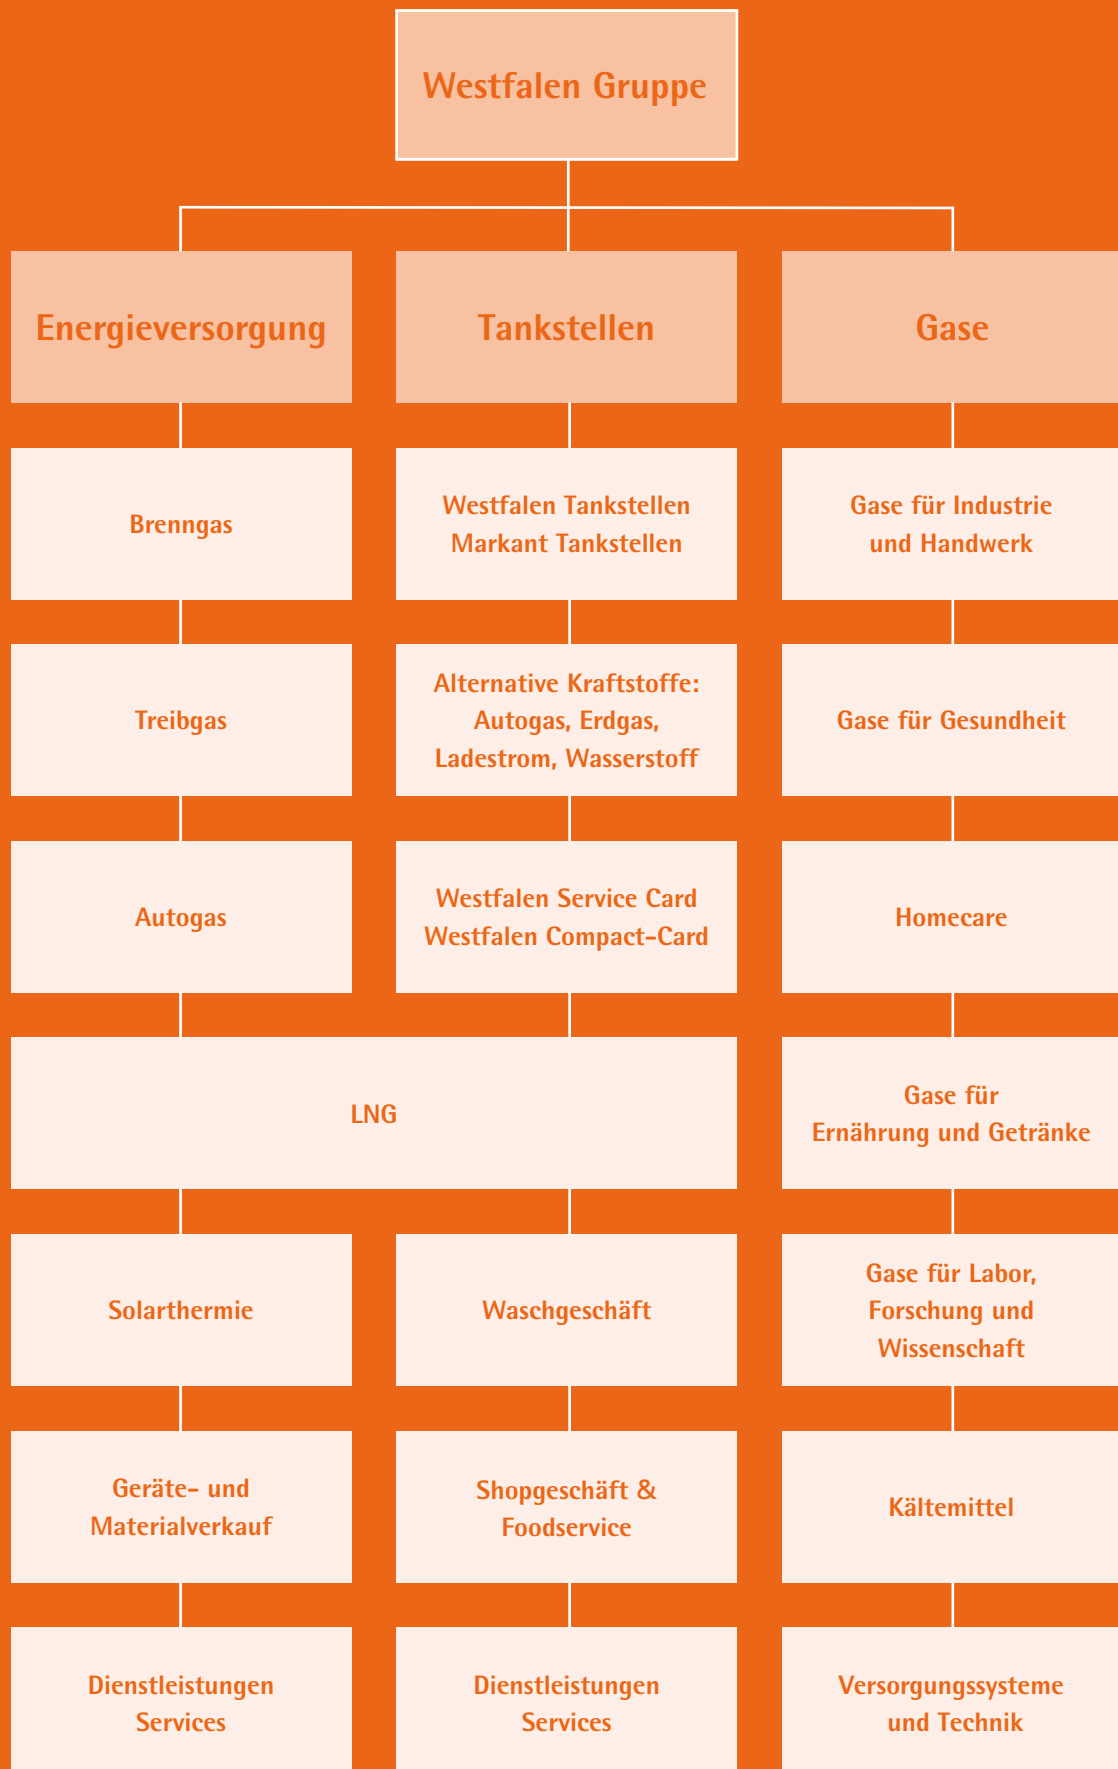 Westfalen Gruppe
Energieversorgung
Tankstellen
Gase
Brenngas
Westfalen Tankstellen
Markant Tankstellen
Gase für Industrie
und Handwerk
Treibgas
Alternative Kraftstoffe:
Autogas, Erdgas,
Ladestrom, Wasserstoff
Gase für Gesundheit
Autogas
Westfalen Service Card
Westfalen Compact-Card
Homecare
LNG
Gase für
Ernährung und Getränke
Solarthermie
Waschgeschäft
Gase für Labor,
Forschung und
Wissenschaft
Geräte- und
Materialverkauf
Shopgeschäft &
Foodservice
Kältemittel
Dienstleistungen
Services
Dienstleistungen
Services
Versorgungssysteme
und Technik